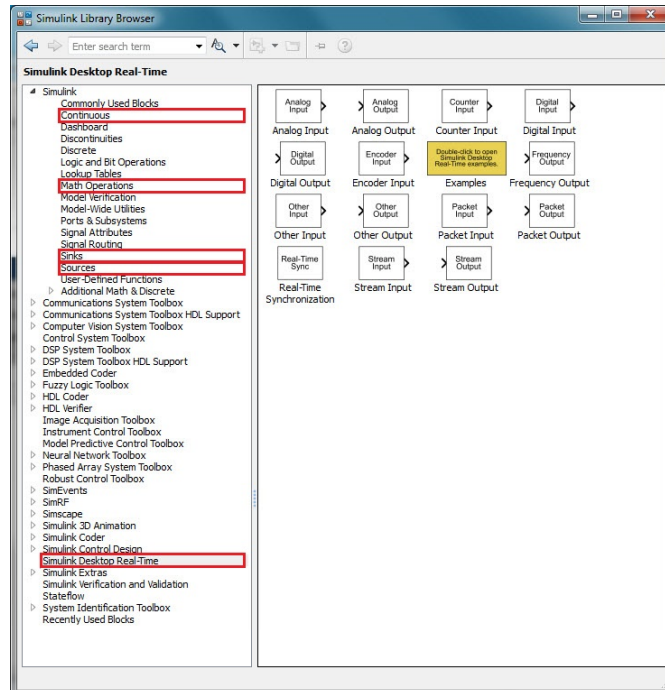 Simulink Library Browser
Enter search term
Simulink Desktop Real-Time
Simulink
Commonly Used Blocks
Continuous
Dashboard
Discontinuities
Discrete
Logic and Bit Operations
Lookup Tables
Math Operations
Model Verification
Model-Wide Utilities
Ports & Subsystems
Signal Attributes
Signal Routing
Sinks
Sources
User-Defined Functions
Additional Math & Discrete
Communications System Toolbox
Communications System Toolbox HDL Support
Computer Vision System Toolbox
Control System Toolbox
DSP System Toolbox
DSP System Toolbox HDL Support
Embedded Coder
Fuzzy Logic Toolbox
HDL Coder
HDL Verifier
Image Acquisition Toolbox
Instrument Control Toolbox
Model Predictive Control Toolbox
Neural Network Toolbox
Phased Array System Toolbox
Robust Control Toolbox
SimEvents
SimRF
Simscape
Simulink 3D Animation
Simulink Coder
Simulink Control Design
Simulink Desktop Real-Time
Simulink Extras
Simulink Verification and Validation
Stateflow
System Identification Toolbox
Recently Used Blocks
Analog Input
Analog Output
Counter Input
Digital Input
Analog Input
Analog Output
Counter Input
Digital Input
Digital Output
Encoder Input
Double-click to open
Simulink Desktop
Real-Time examples.
Frequency Output
Digital Output
Encoder Input
Examples
Frequency Output
Other Input
Other Output
Packet Input
Packet Output
Other Input
Other Output
Packet Input
Packet Output
Real-Time Sync
Stream Input
Stream Output
Real-Time
Synchronization
Stream Input
Stream Output